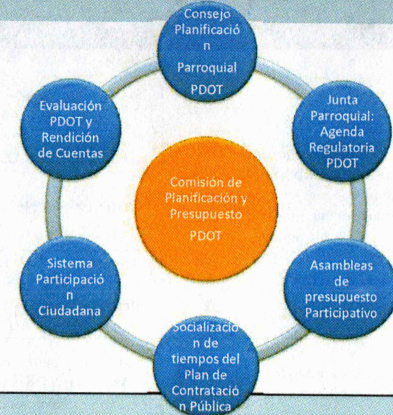 Consejo
Planificació
n
Parroquial
PDOT
Junta
Parroquial:
Agenda
Regulatoria
PDOT
Asambleas
de
presupuesto
Participativo
Socializació
n de
tiempos del
Plan de
Contratació
n Pública
Sistema
Participació
n
Ciudadana
Evaluación
PDOT y
Rendición
de Cuentas
Comisión de
Planificación y
Presupuesto
PDOT